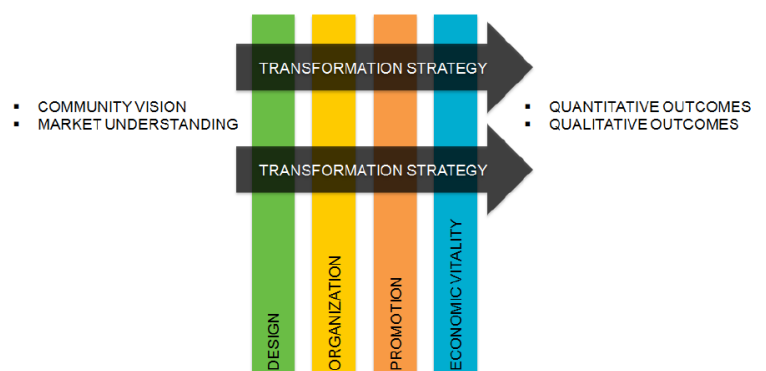 TRANSFORMATION STRATEGY
▪ COMMUNITY VISION
▪ MARKET UNDERSTANDING
▪ QUANTITATIVE OUTCOMES
▪ QUALITATIVE OUTCOMES
TRANSFORMATION STRATEGY
DESIGN
ORGANIZATION
PROMOTION
ECONOMIC VITALITY